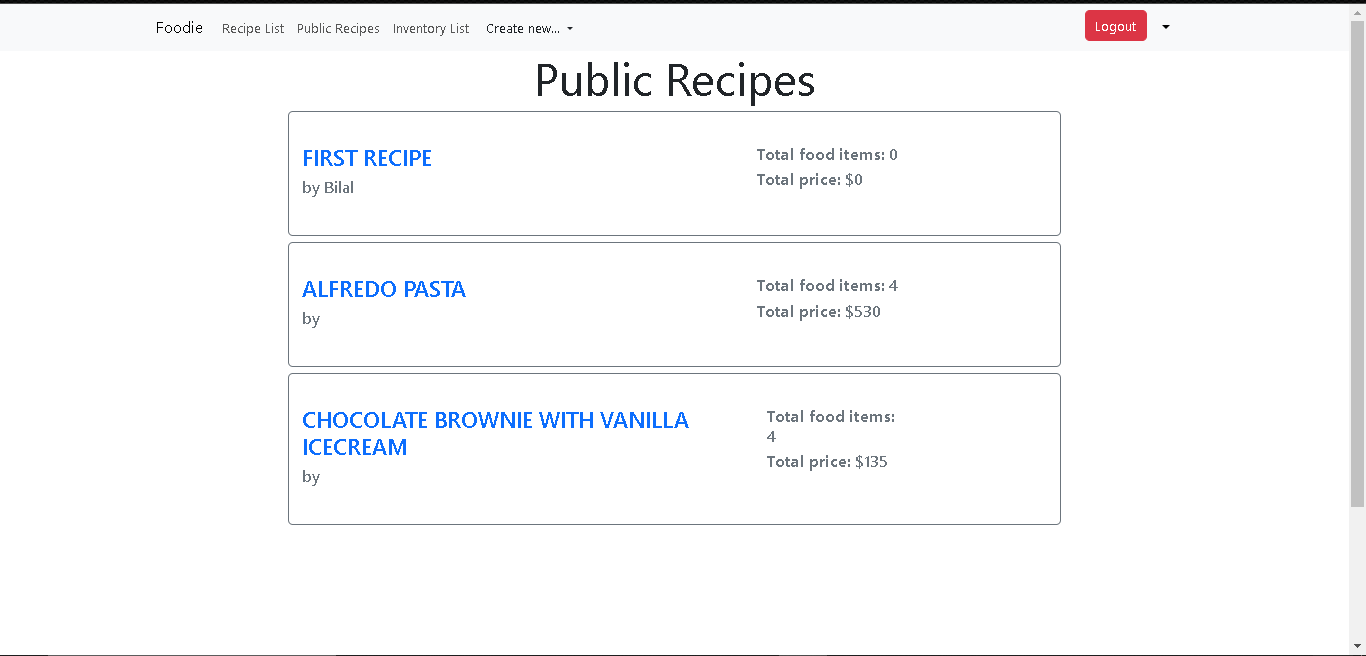 Foodie Recipe List Public Recipes Inventory List Create new... Logout
Public Recipes
FIRST RECIPE
by Bilal
Total food items: 0
Total price: $0
ALFREDO PASTA
by
Total food items: 4
Total price: $530
CHOCOLATE BROWNIE WITH VANILLA
ICECREAM
by
Total food items:
4
Total price: $135